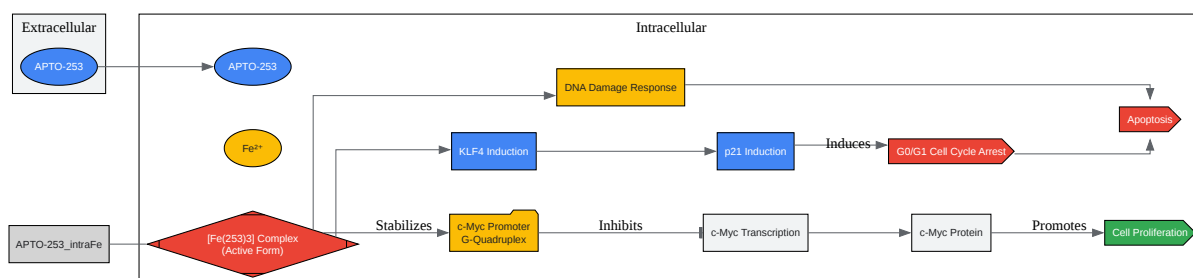 Extracellular
Intracellular
APTO-253
APTO-253
DNA Damage Response
Apoptosis
Fe²⁺
KLF4 Induction
p21 Induction
Induces
G0/G1 Cell Cycle Arrest
APTO-253_intraFe
[Fe(253)3] Complex
(Active Form)
Stabilizes
c-Myc Promoter
G-Quadruplex
Inhibits
c-Myc Transcription
c-Myc Protein
Promotes
Cell Proliferation